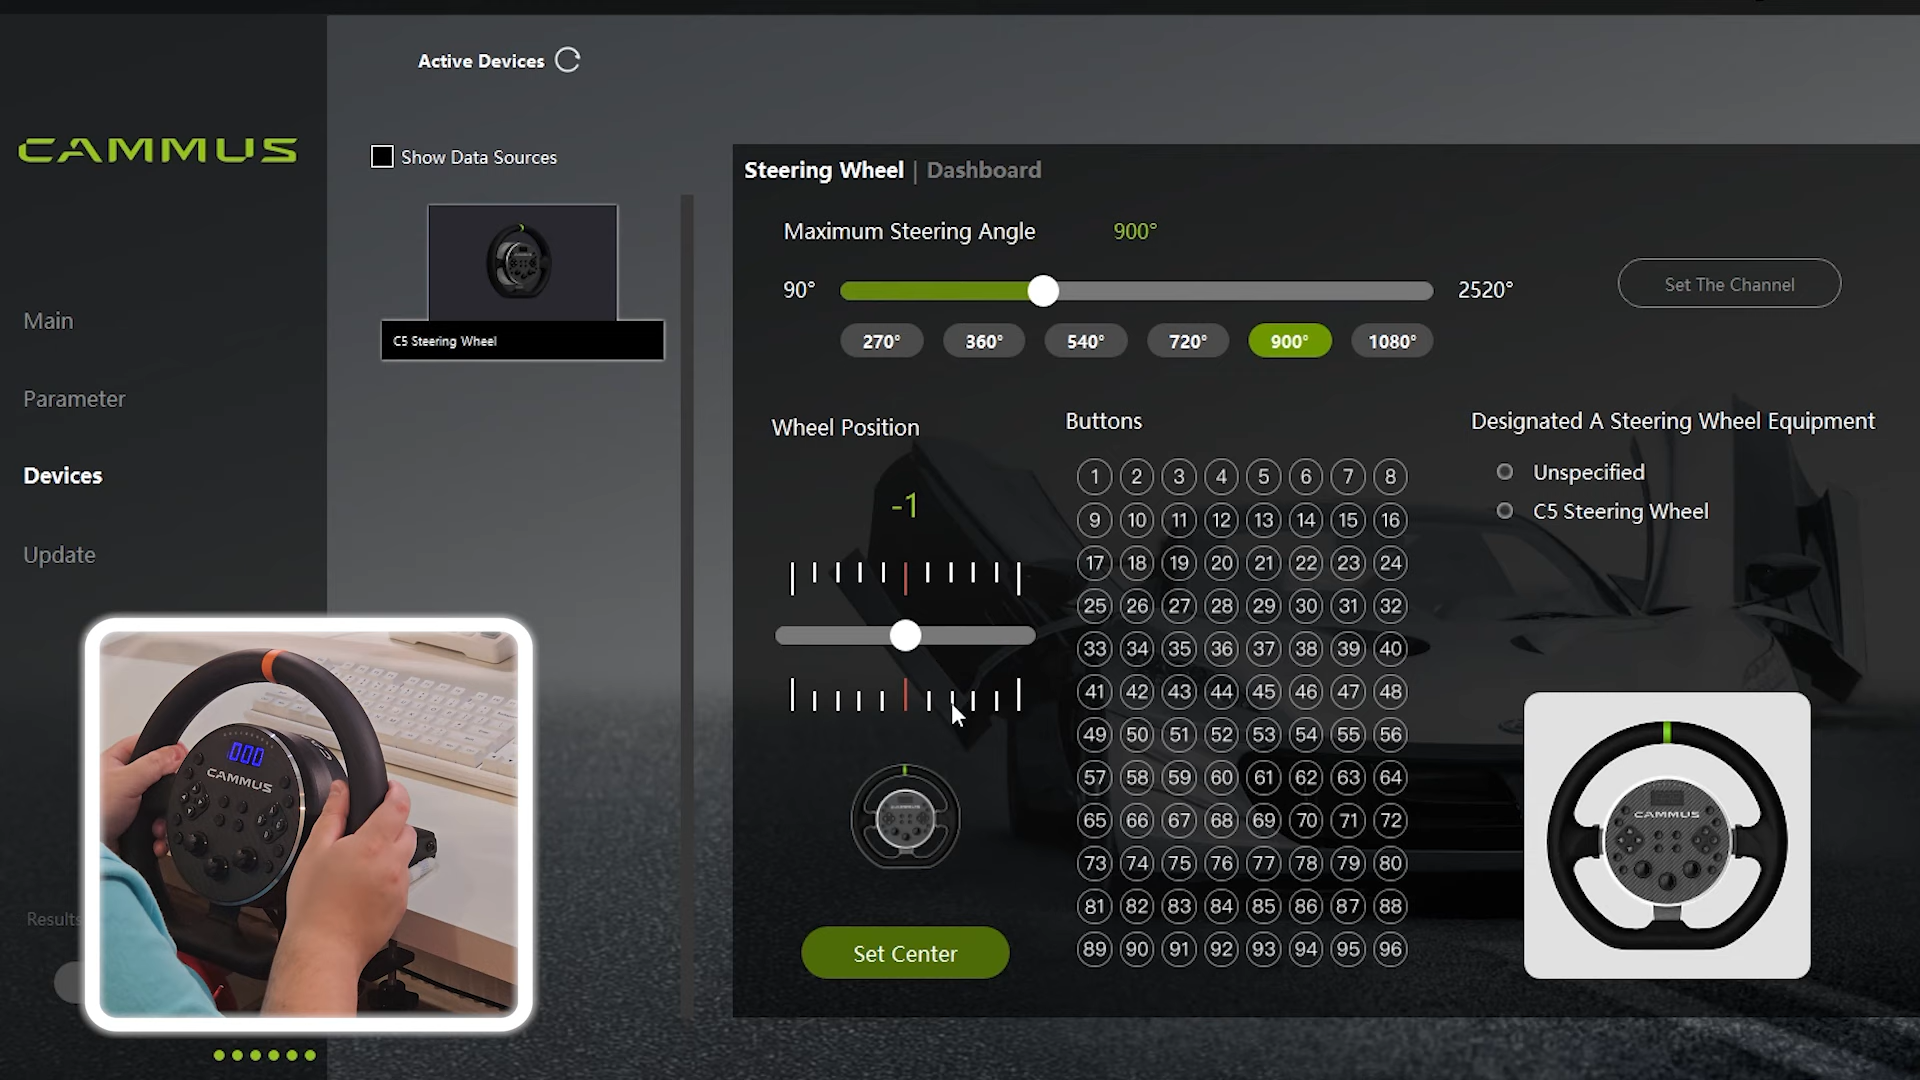 Active Devices
CAMMUS
Show Data Sources
C5 Steering Wheel
Main
Parameter
Devices
Update
Results
Steering Wheel | Dashboard
Maximum Steering Angle 900°
90° 2520°
Set The Channel
270° 360° 540° 720° 900° 1080°
Wheel Position
-1
Set Center
Buttons
1 2 3 4 5 6 7 8
9 10 11 12 13 14 15 16
17 18 19 20 21 22 23 24
25 26 27 28 29 30 31 32
33 34 35 36 37 38 39 40
41 42 43 44 45 46 47 48
49 50 51 52 53 54 55 56
57 58 59 60 61 62 63 64
65 66 67 68 69 70 71 72
73 74 75 76 77 78 79 80
81 82 83 84 85 86 87 88
89 90 91 92 93 94 95 96
Designated A Steering Wheel Equipment
Unspecified
C5 Steering Wheel
CAMMUS
000
CAMMUS